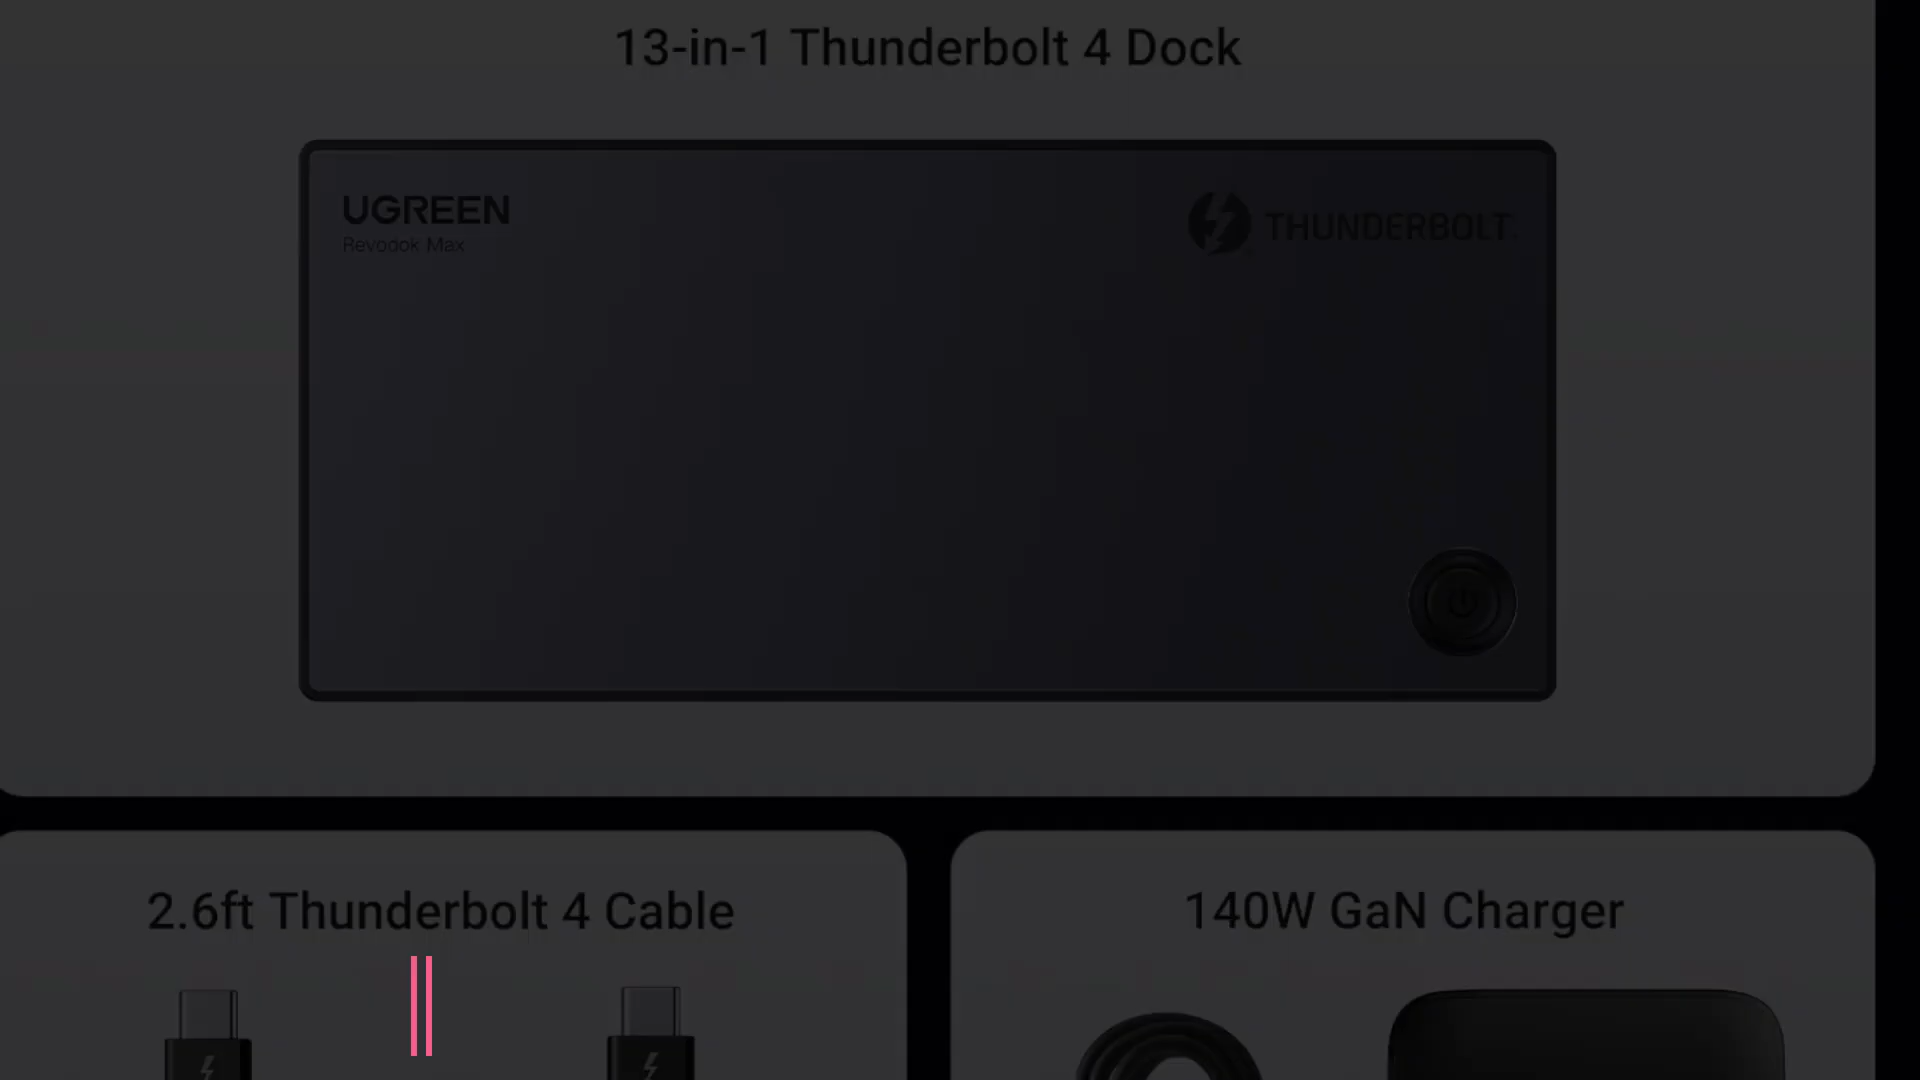 13-in-1 Thunderbolt 4 Dock
UGREEN
Revodok Max
THUNDERBOLT
2.6ft Thunderbolt 4 Cable
140W GaN Charger